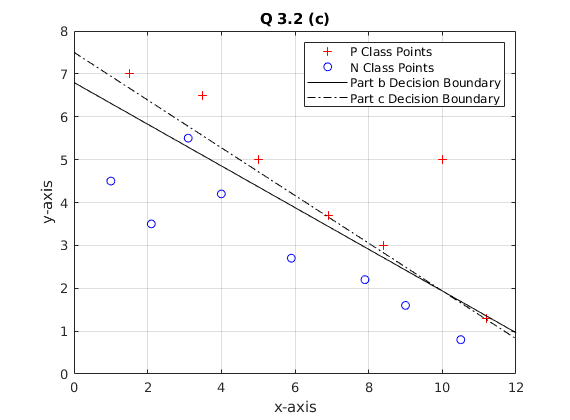 Q 3.2 (c)
8
7
6
5
4
3
2
1
0
y-axis
P Class Points
N Class Points
Part b Decision Boundary
Part c Decision Boundary
0 2 4 6 8 10 12
x-axis